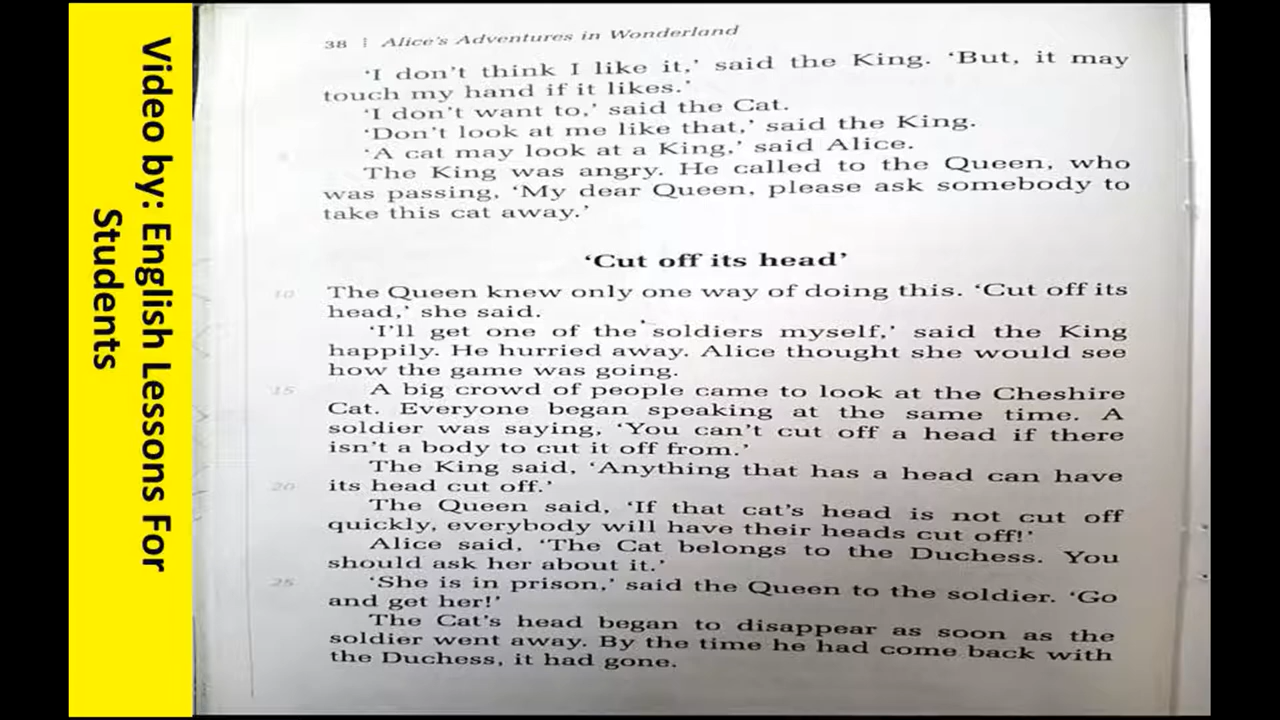 Video by: English Lessons For
Students
38 | Alice's Adventures in Wonderland
'I don't think I like it,' said the King. 'But, it may
touch my hand if it likes.'
'I don't want to,' said the Cat.
'Don't look at me like that,' said the King.
'A cat may look at a King,' said Alice.
The King was angry. He called to the Queen, who
was passing, 'My dear Queen, please ask somebody to
take this cat away.'
'Cut off its head'
10 The Queen knew only one way of doing this. 'Cut off its
head,' she said.
'I'll get one of the soldiers myself,' said the King
happily. He hurried away. Alice thought she would see
how the game was going.
15 A big crowd of people came to look at the Cheshire
Cat. Everyone began speaking at the same time. A
soldier was saying, 'You can't cut off a head if there
isn't a body to cut it off from.'
The King said, 'Anything that has a head can have
20 its head cut off.'
The Queen said, 'If that cat's head is not cut off
quickly, everybody will have their heads cut off!'
Alice said, 'The Cat belongs to the Duchess. You
should ask her about it.'
25 'She is in prison,' said the Queen to the soldier. 'Go
and get her!'
The Cat's head began to disappear as soon as the
soldier went away. By the time he had come back with
the Duchess, it had gone.